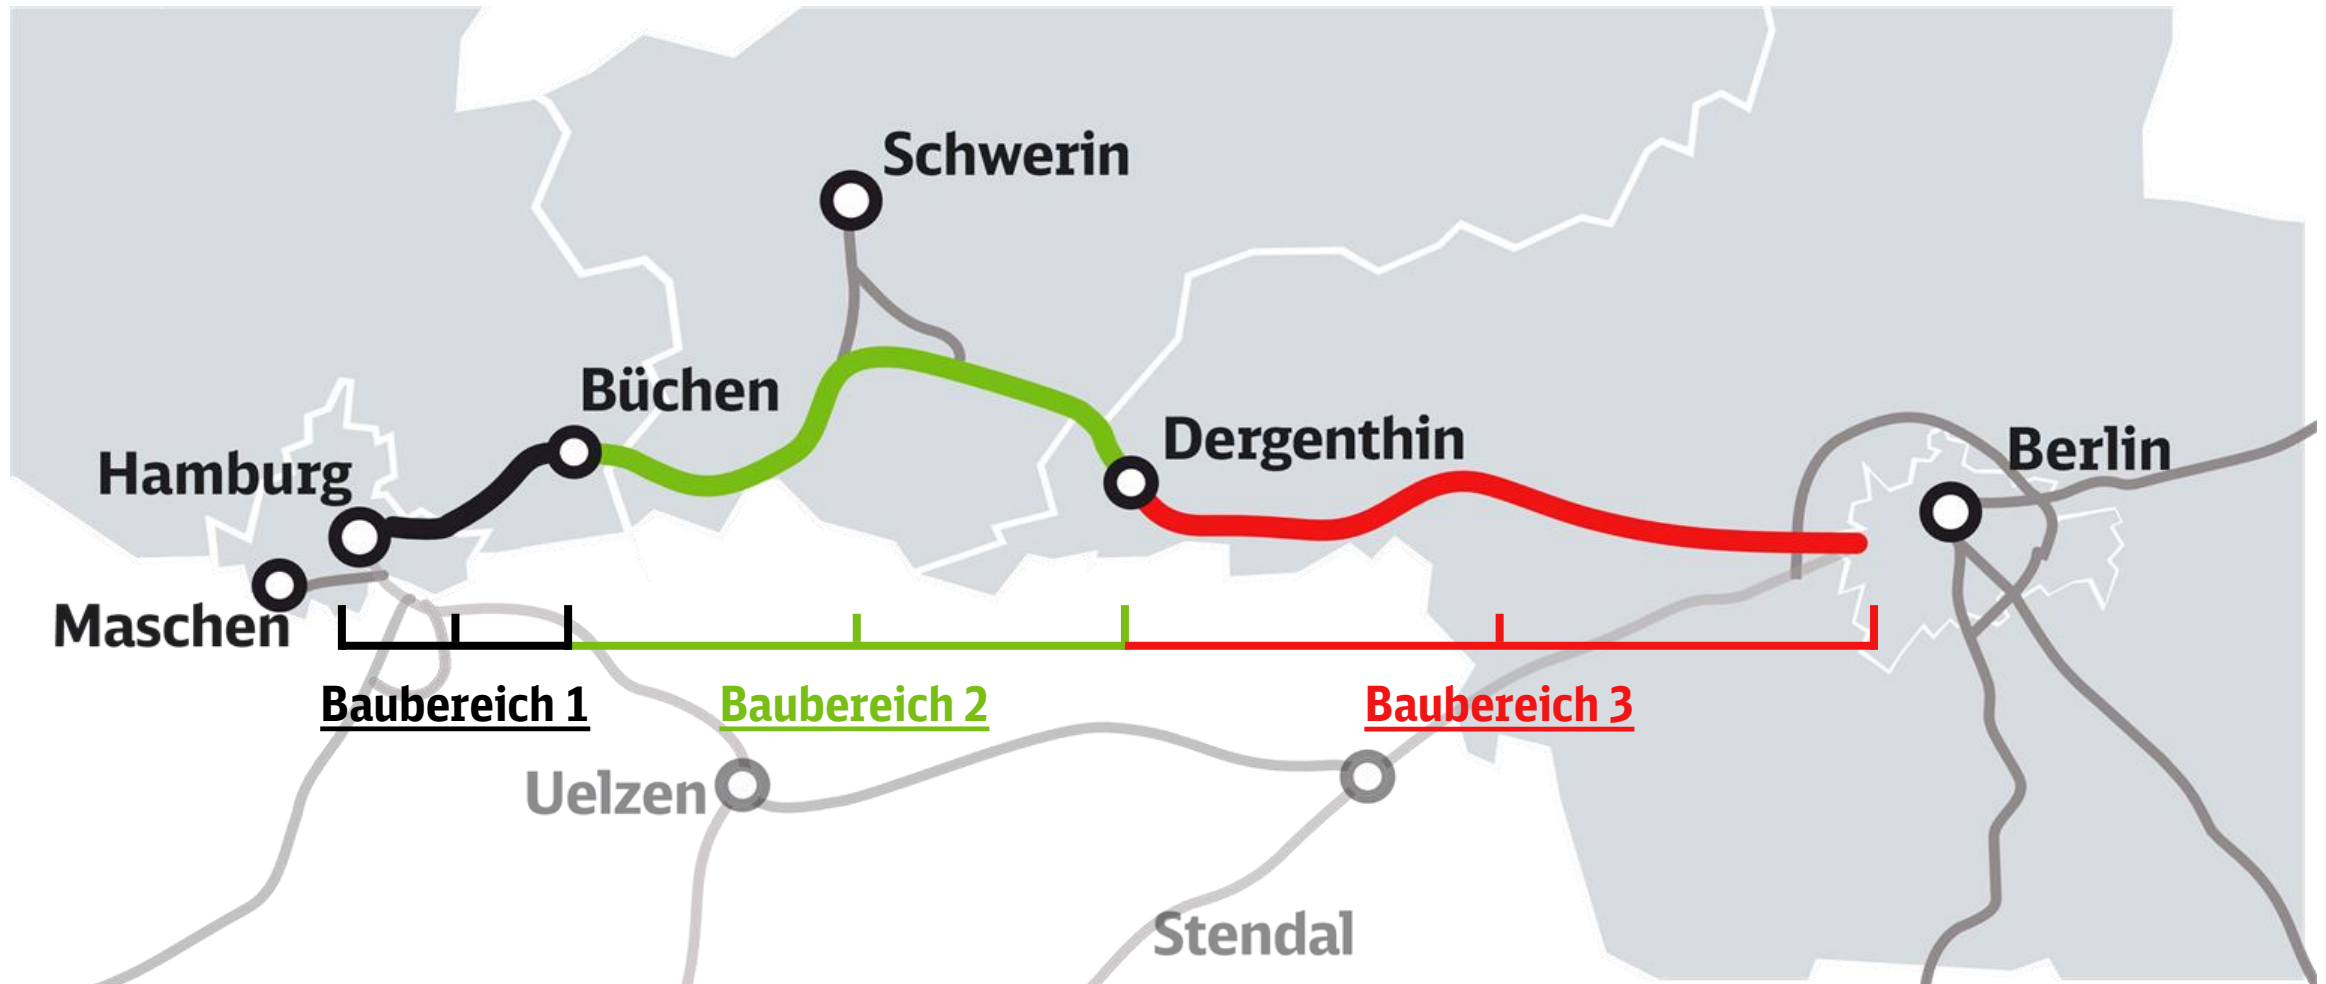 Schwerin
Büchen
Dergenthin
Berlin
Hamburg
Maschen
Baubereich 1
Baubereich 2
Baubereich 3
Uelzen
Stendal